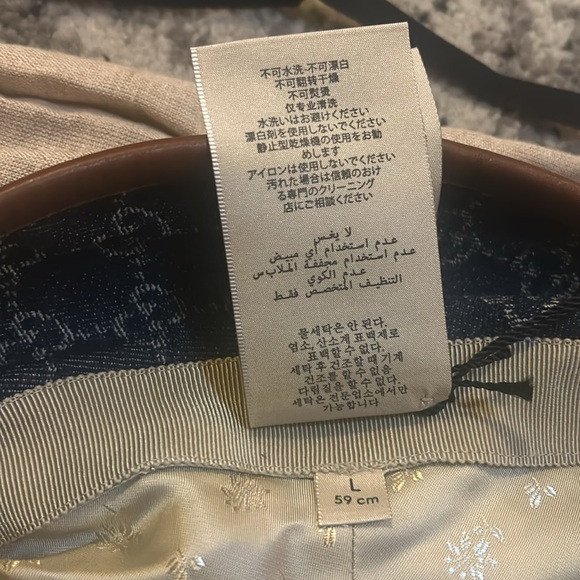 不可水洗-不可漂白
不可翻转干燥
不可熨烫
仅专业清洗
水洗いはお避けください
漂白剤を使用しないでください
静止型乾燥機の使用をお勧
めします
アイロンは使用しないでください
汚れた場合は信頼のおけ
る専門のクリーニング
店にご依頼ください
لا يغسل
عدم استخدام أي مبيض
عدم استخدام مجففة الملابس
عدم الكوي
التنظيف المتخصص فقط
물세탁은 안 된다.
염소, 산소계 표백제로
표백할 수 없다.
세탁 후 건조할 때 기계
건조를 할 수 없음
다림질을 할 수 없다.
세탁은 전문업소에서만
가능합니다
L
59 cm